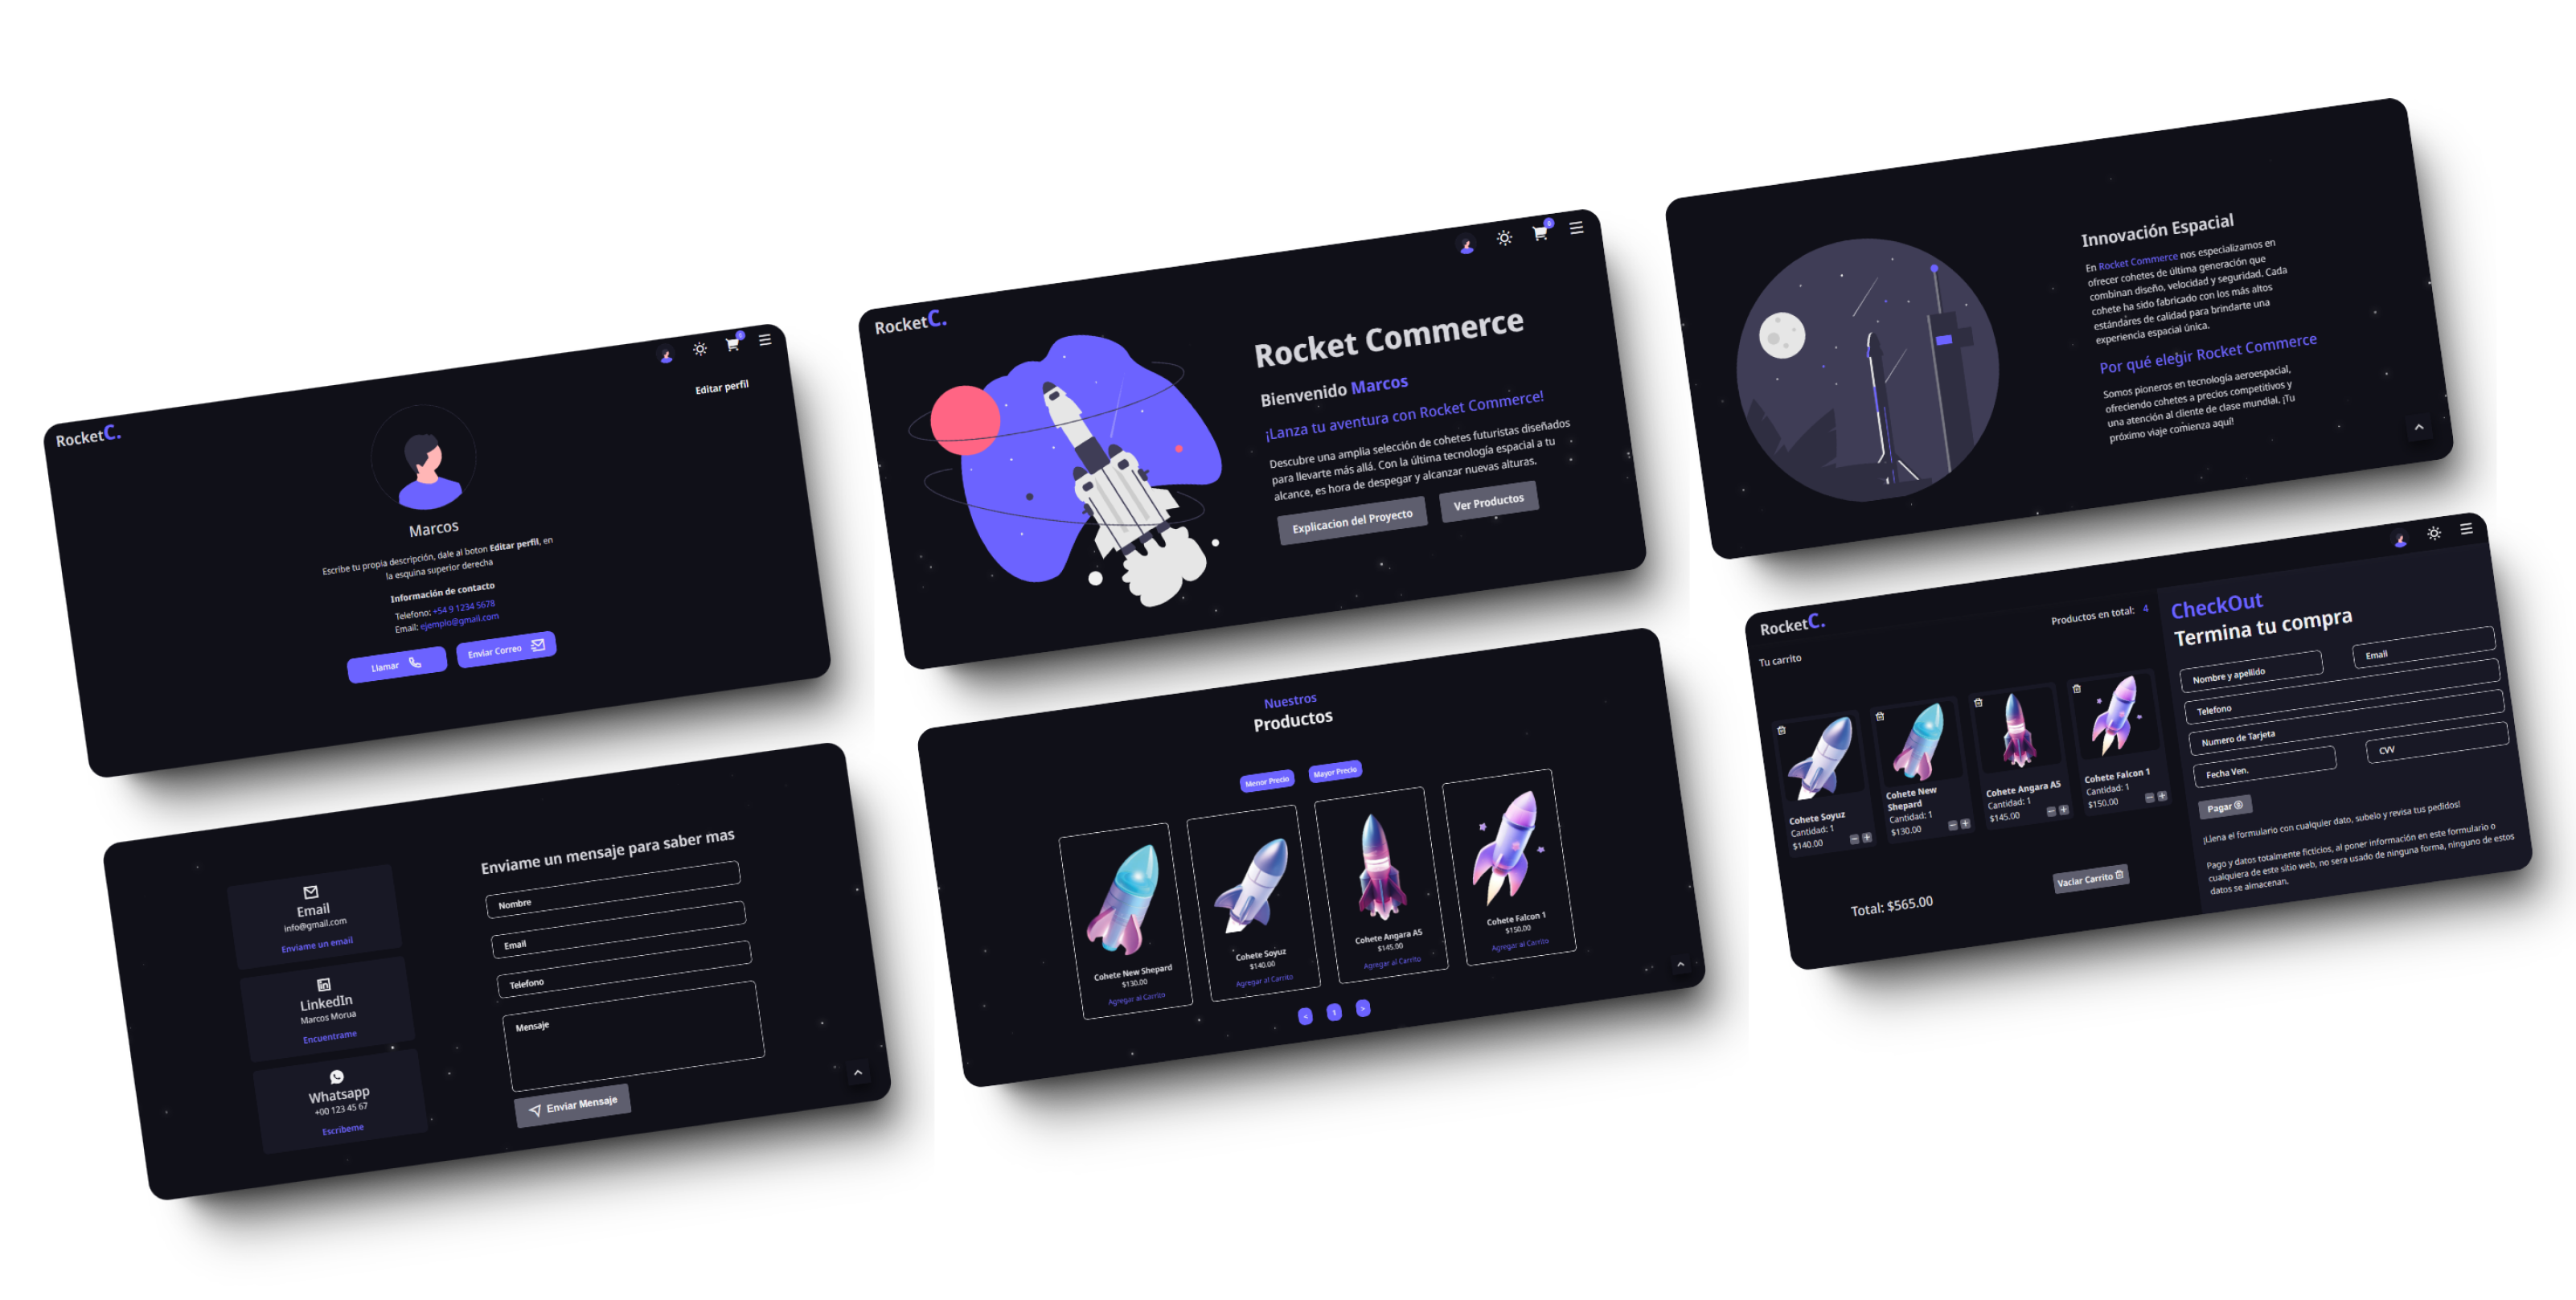 RocketC.
Editar perfil
Marcos
Escribe tu propia descripción, dale al boton Editar perfil, en
la esquina superior derecha
Información de contacto
Telefono: +54 9 1234 5678
Email: ejemplo@gmail.com
Llamar
Enviar Correo
RocketC.
0
Rocket Commerce
Bienvenido Marcos
¡Lanza tu aventura con Rocket Commerce!
Descubre una amplia selección de cohetes futuristas diseñados
para llevarte más allá. Con la última tecnología espacial a tu
alcance, es hora de despegar y alcanzar nuevas alturas.
Explicacion del Proyecto
Ver Productos
Innovación Espacial
En Rocket Commerce nos especializamos en
ofrecer cohetes de última generación que
combinan diseño, velocidad y seguridad. Cada
cohete ha sido fabricado con los más altos
estándares de calidad para brindarte una
experiencia espacial única.
Por qué elegir Rocket Commerce
Somos pioneros en tecnología aeroespacial,
ofreciendo cohetes a precios competitivos y
una atención al cliente de clase mundial. ¡Tu
próximo viaje comienza aquí!
Email
info@gmail.com
Enviame un email
LinkedIn
Marcos Morua
Encuentrame
Whatsapp
+00 123 45 67
Escribeme
Enviame un mensaje para saber mas
Nombre
Email
Telefono
Mensaje
Enviar Mensaje
Nuestros
Productos
Menor Precio
Mayor Precio
Cohete New Shepard
$130.00
Agregar al Carrito
Cohete Soyuz
$140.00
Agregar al Carrito
Cohete Angara A5
$145.00
Agregar al Carrito
Cohete Falcon 1
$150.00
Agregar al Carrito
< 1 >
RocketC.
Productos en total: 4
Tu carrito
Cohete Soyuz
Cantidad: 1
$140.00
Cohete New
Shepard
Cantidad: 1
$130.00
Cohete Angara A5
Cantidad: 1
$145.00
Cohete Falcon 1
Cantidad: 1
$150.00
Total: $565.00
Vaciar Carrito
CheckOut
Termina tu compra
Nombre y apellido
Email
Telefono
Numero de Tarjeta
Fecha Ven.
CVV
Pagar
¡Llena el formulario con cualquier dato, subelo y revisa tus pedidos!
Pago y datos totalmente ficticios, al poner información en este formulario o
cualquiera de este sitio web, no sera usado de ninguna forma, ninguno de estos
datos se almacenan.